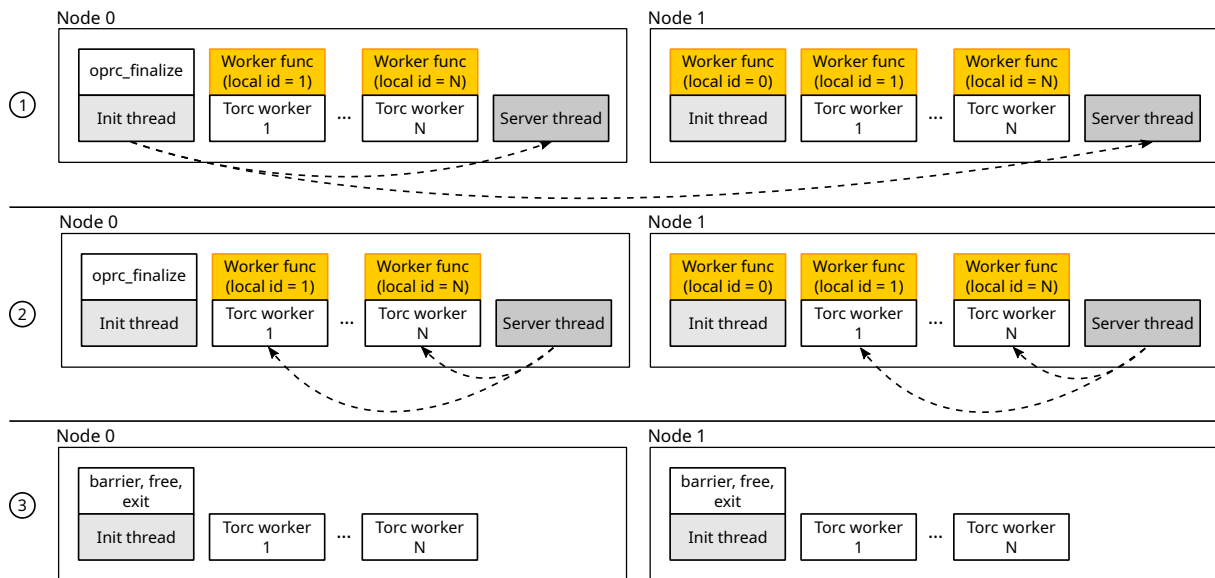 Node 0
Node 1
1
oprc_finalize
Init thread
Worker func
(local id = 1)
Torc worker
1
...
Worker func
(local id = N)
Torc worker
N
Server thread
Worker func
(local id = 0)
Init thread
Worker func
(local id = 1)
Torc worker
1
...
Worker func
(local id = N)
Torc worker
N
Server thread
Node 0
Node 1
2
oprc_finalize
Init thread
Worker func
(local id = 1)
Torc worker
1
...
Worker func
(local id = N)
Torc worker
N
Server thread
Worker func
(local id = 0)
Init thread
Worker func
(local id = 1)
Torc worker
1
...
Worker func
(local id = N)
Torc worker
N
Server thread
Node 0
Node 1
3
barrier, free,
exit
Init thread
Torc worker
1
...
Torc worker
N
barrier, free,
exit
Init thread
Torc worker
1
...
Torc worker
N